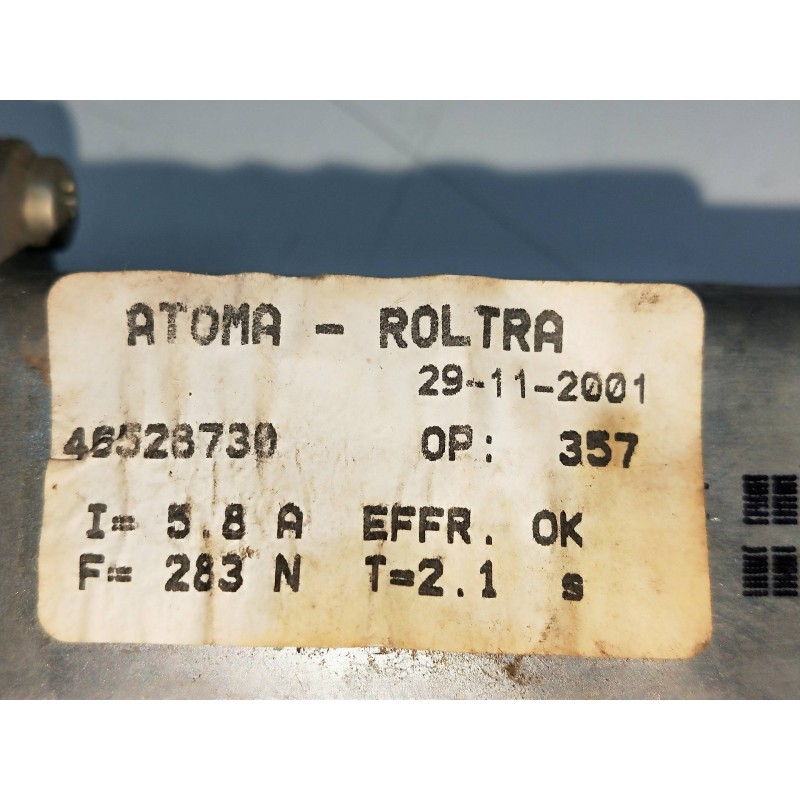 ATOMA - ROLTRA
29-11-2001
46528730 OP: 357
I= 5.8 A EFFR. OK
F= 283 N T=2.1 s